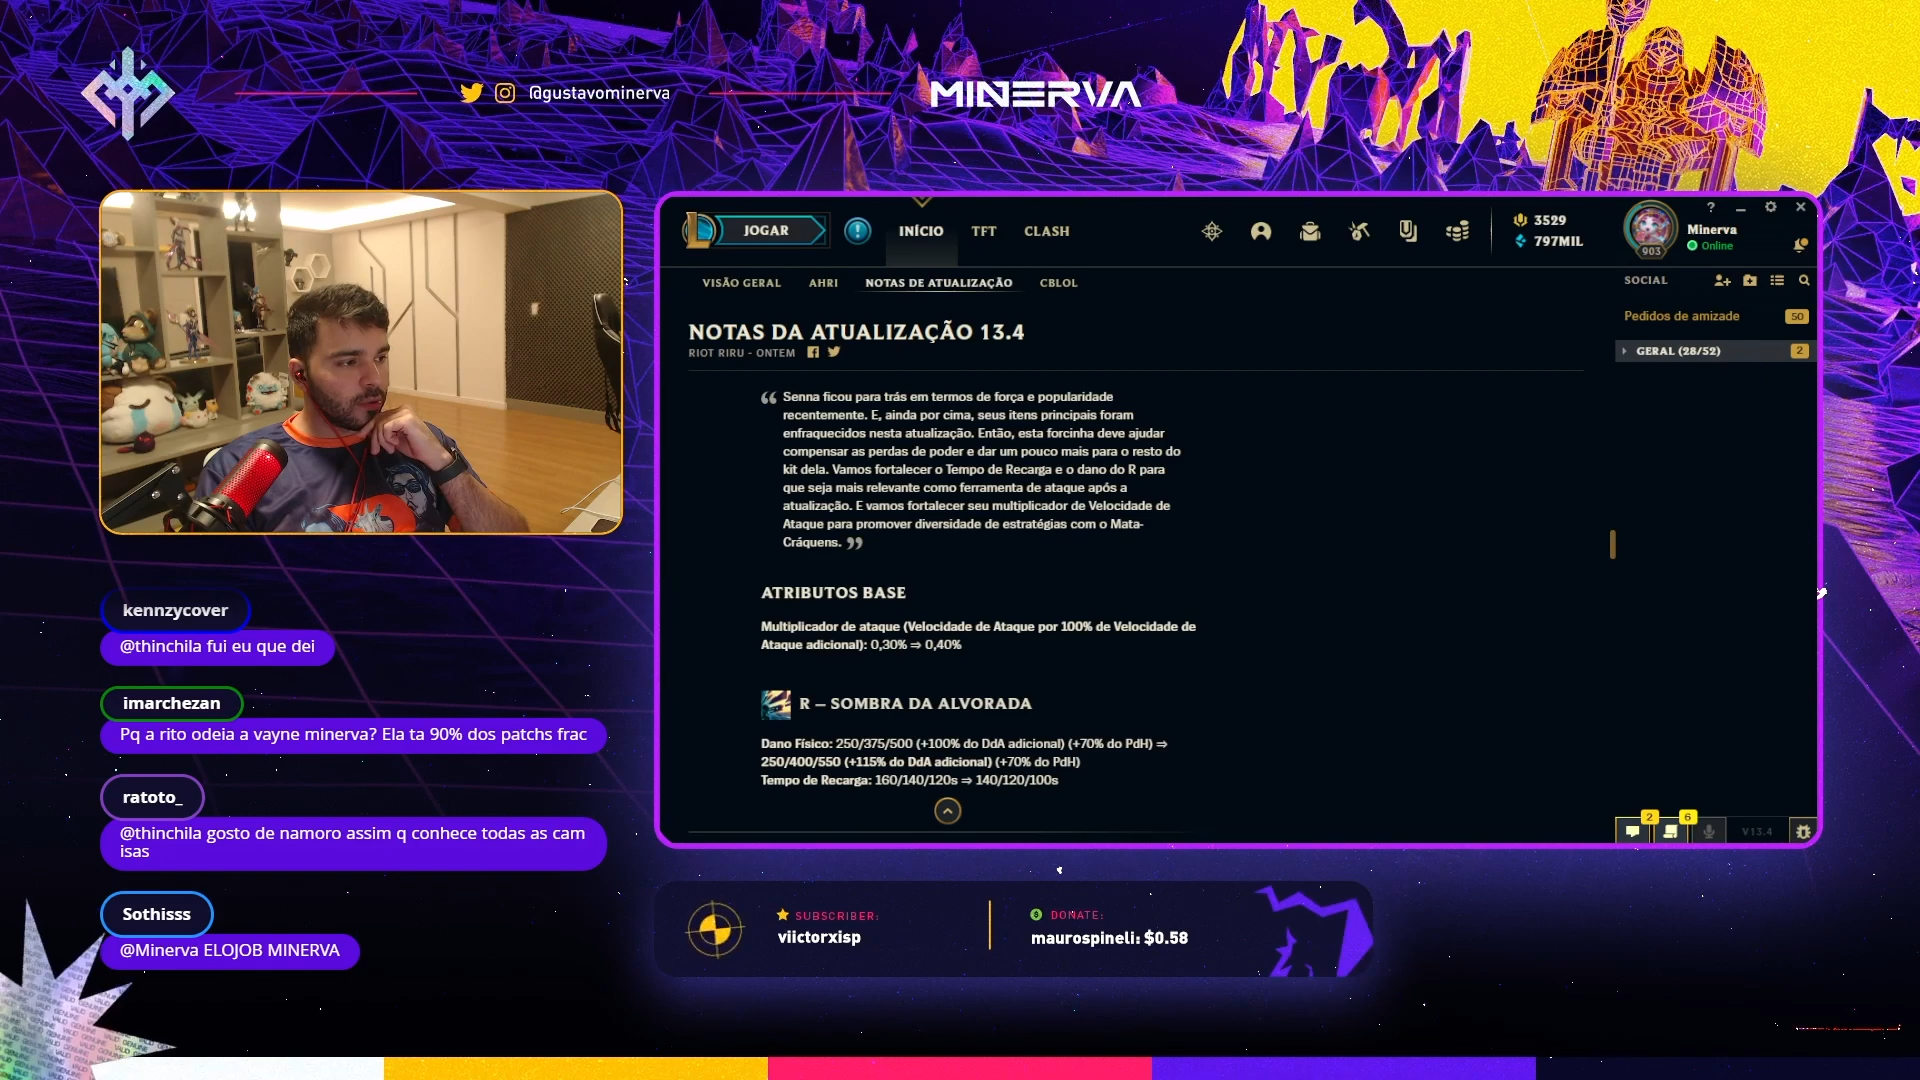 @gustavominerva
MINERVA
JOGAR
INÍCIO
TFT
CLASH
3529
797MIL
903
Minerva
Online
?
VISÃO GERAL
AHRI
NOTAS DE ATUALIZAÇÃO
CBLOL
SOCIAL
Pedidos de amizade
50
GERAL (28/52)
2
NOTAS DA ATUALIZAÇÃO 13.4
RIOT RIRU - ONTEM
“ Senna ficou para trás em termos de força e popularidade
recentemente. E, ainda por cima, seus itens principais foram
enfraquecidos nesta atualização. Então, esta forcinha deve ajudar
compensar as perdas de poder e dar um pouco mais para o resto do
kit dela. Vamos fortalecer o Tempo de Recarga e o dano do R para
que seja mais relevante como ferramenta de ataque após a
atualização. E vamos fortalecer seu multiplicador de Velocidade de
Ataque para promover diversidade de estratégias com o Mata-
Cráquens. ”
ATRIBUTOS BASE
Multiplicador de ataque (Velocidade de Ataque por 100% de Velocidade de
Ataque adicional): 0,30% ⇒ 0,40%
R – SOMBRA DA ALVORADA
Dano Físico: 250/375/500 (+100% do DdA adicional) (+70% do PdH) ⇒
250/400/550 (+115% do DdA adicional) (+70% do PdH)
Tempo de Recarga: 160/140/120s ⇒ 140/120/100s
2
6
V13.4
kennzycover
@thinchila fui eu que dei
imarchezan
Pq a rito odeia a vayne minerva? Ela ta 90% dos patchs frac
ratoto_
@thinchila gosto de namoro assim q conhece todas as cam
isas
Sothisss
@Minerva ELOJOB MINERVA
SUBSCRIBER:
viictorxisp
DONATE:
maurospineli: $0.58
VALID GENUINE